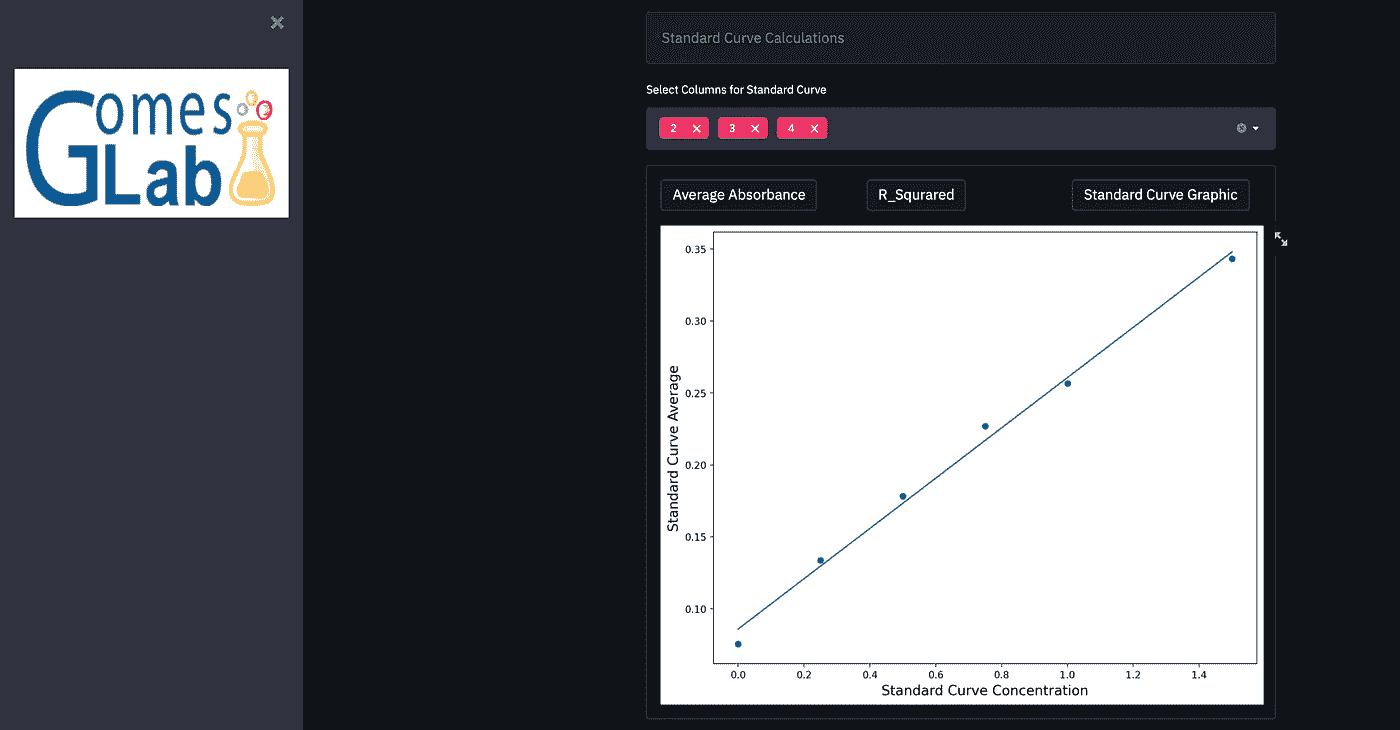 Gomes
Lab
Standard Curve Calculations
Select Columns for Standard Curve
2 3 4
Average Absorbance R_Squrared Standard Curve Graphic
0.35
0.30
0.25
0.20
0.15
0.10
Standard Curve Average
0.0 0.2 0.4 0.6 0.8 1.0 1.2 1.4
Standard Curve Concentration